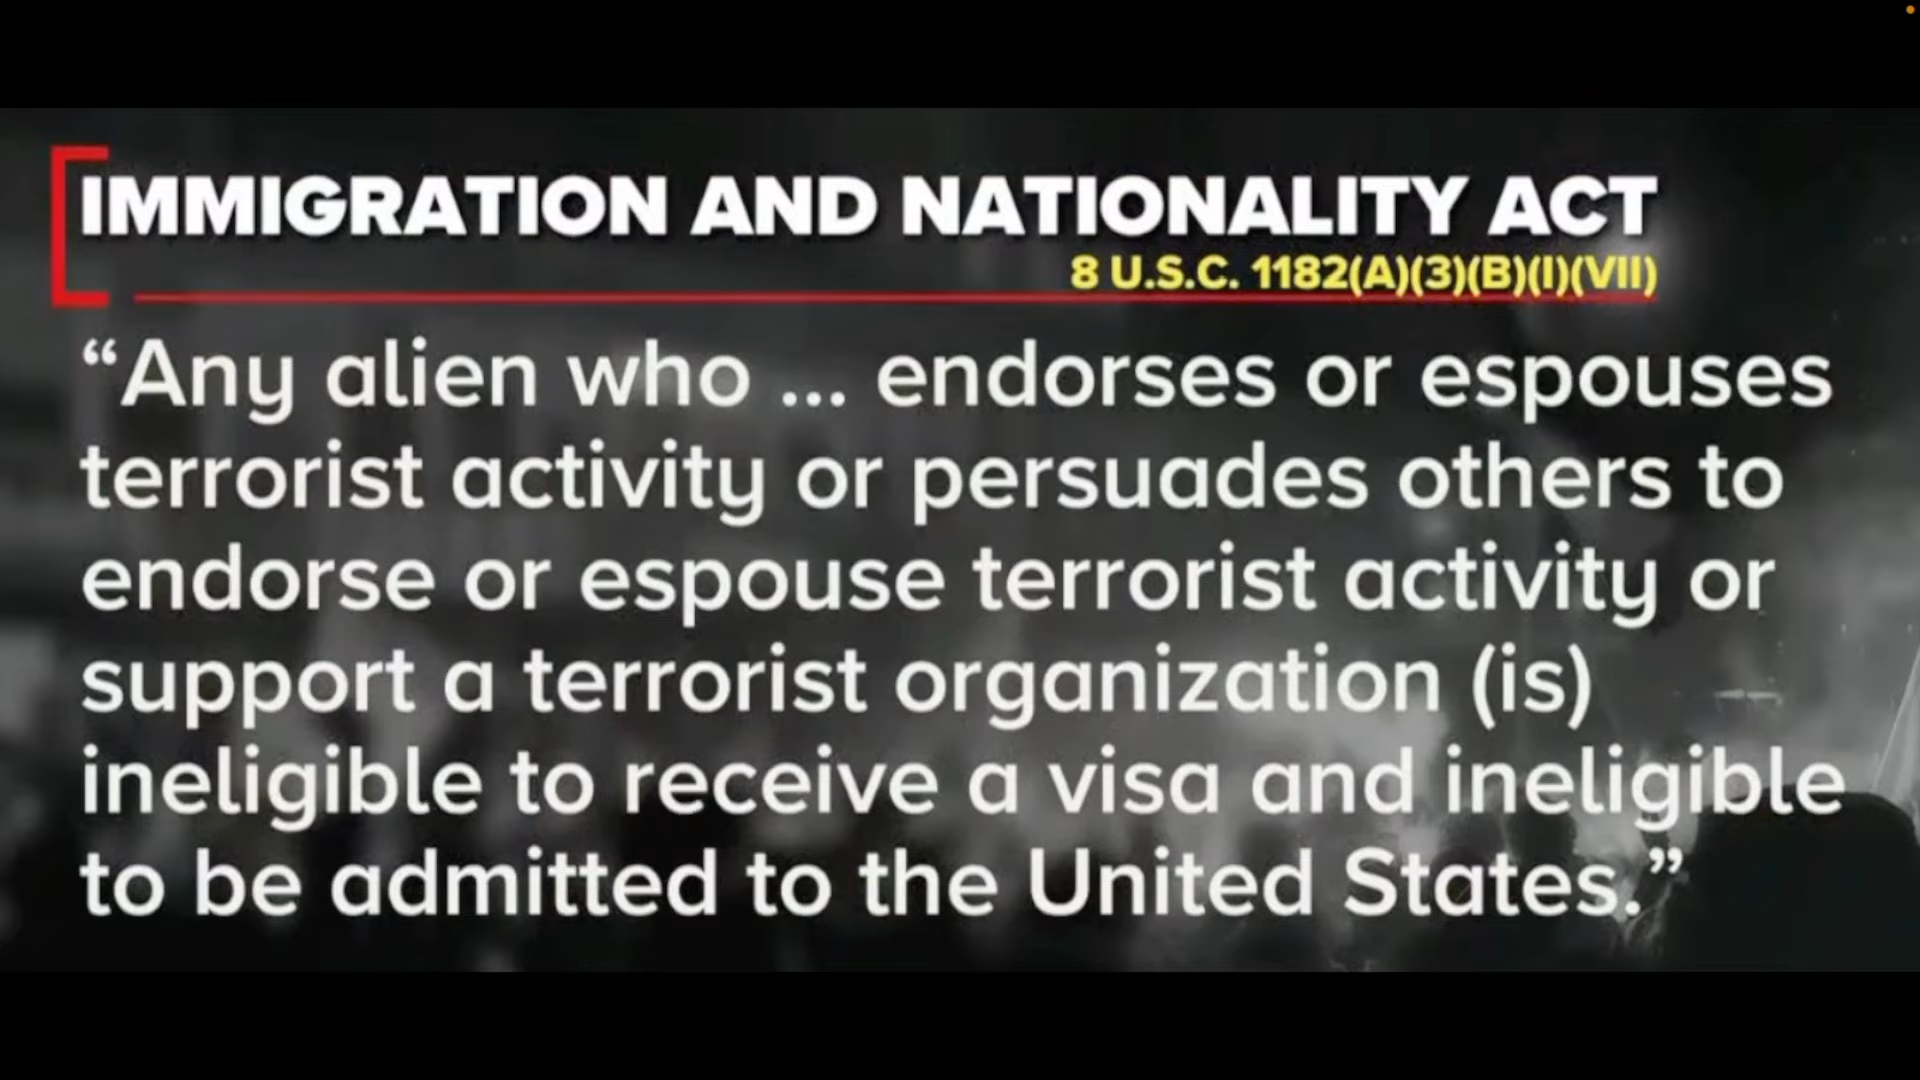 IMMIGRATION AND NATIONALITY ACT
8 U.S.C. 1182(A)(3)(B)(I)(VII)
“Any alien who ... endorses or espouses
terrorist activity or persuades others to
endorse or espouse terrorist activity or
support a terrorist organization (is)
ineligible to receive a visa and ineligible
to be admitted to the United States.”